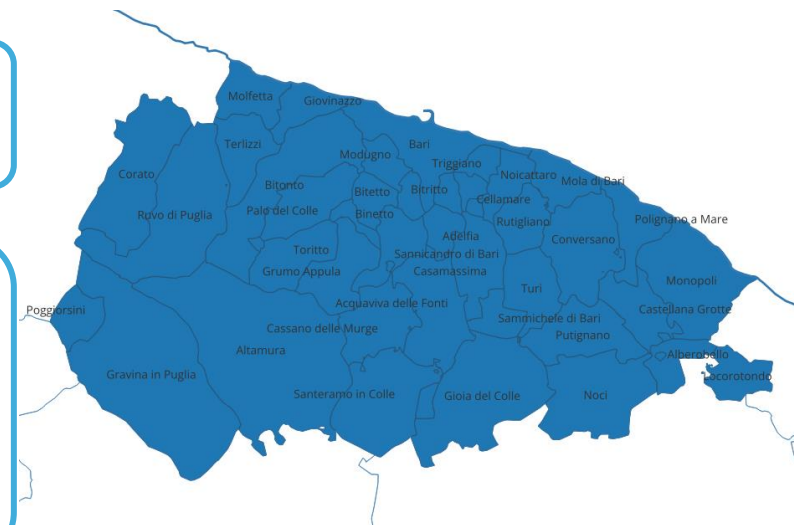 Molfetta
Giovinazzo
Terlizzi
Bari
Modugno
Triggiano
Corato
Noicattaro
Mola di Bari
Bitonto
Bitetto
Bitritto
Cellamare
Ruvo di Puglia
Palo del Colle
Binetto
Rutigliano
Polignano a Mare
Adelfia
Conversano
Toritto
Sannicandro di Bari
Grumo Appula
Casamassima
Monopoli
Turi
Poggiorsini
Acquaviva delle Fonti
Castellana Grotte
Sammichele di Bari
Cassano delle Murge
Putignano
Altamura
Alberobello
Gravina in Puglia
Locorotondo
Santeramo in Colle
Gioia del Colle
Noci